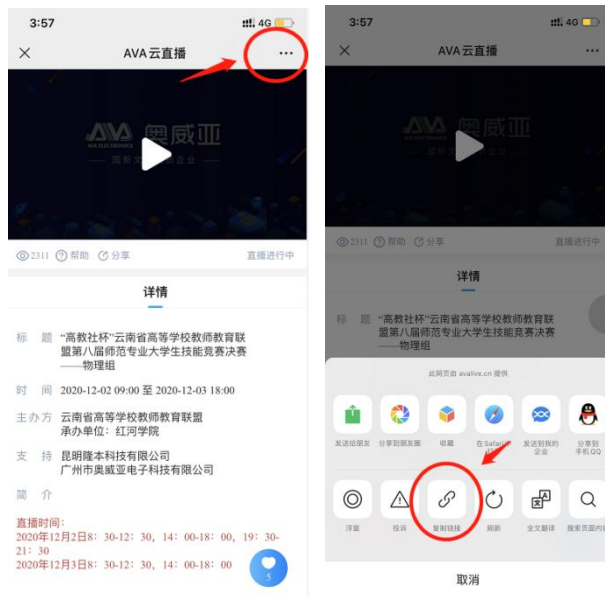 3:57
4G
AVA云直播
AVA
AVA ELECTRONICS
奥威亚
2311 帮助 分享
直播进行中
详情
标 题 “高教社杯”云南省高等学校教师教育联
盟第八届师范专业大学生技能竞赛决赛
——物理组
时 间 2020-12-02 09:00 至 2020-12-03 18:00
主办方 云南省高等学校教师教育联盟
承办单位：红河学院
支 持 昆明隆本科技有限公司
广州市奥威亚电子科技有限公司
简 介
直播时间：
2020年12月2日8：30-12：30，14：00-18：00，19：30-
21：30
2020年12月3日8：30-12：30，14：00-18：00
5
3:57
4G
AVA云直播
AVA
奥威亚
2311 帮助 分享
直播进行中
详情
标 题 “高教社杯”云南省高等学校教师教育联
盟第八届师范专业大学生技能竞赛决赛
——物理组
此网页由 avalive.cn 提供
发送给朋友
分享到朋友圈
收藏
在Safari中
发送到我的
企业
分享到
手机QQ
浮窗
投诉
复制链接
刷新
全文翻译
搜索页面内容
取消